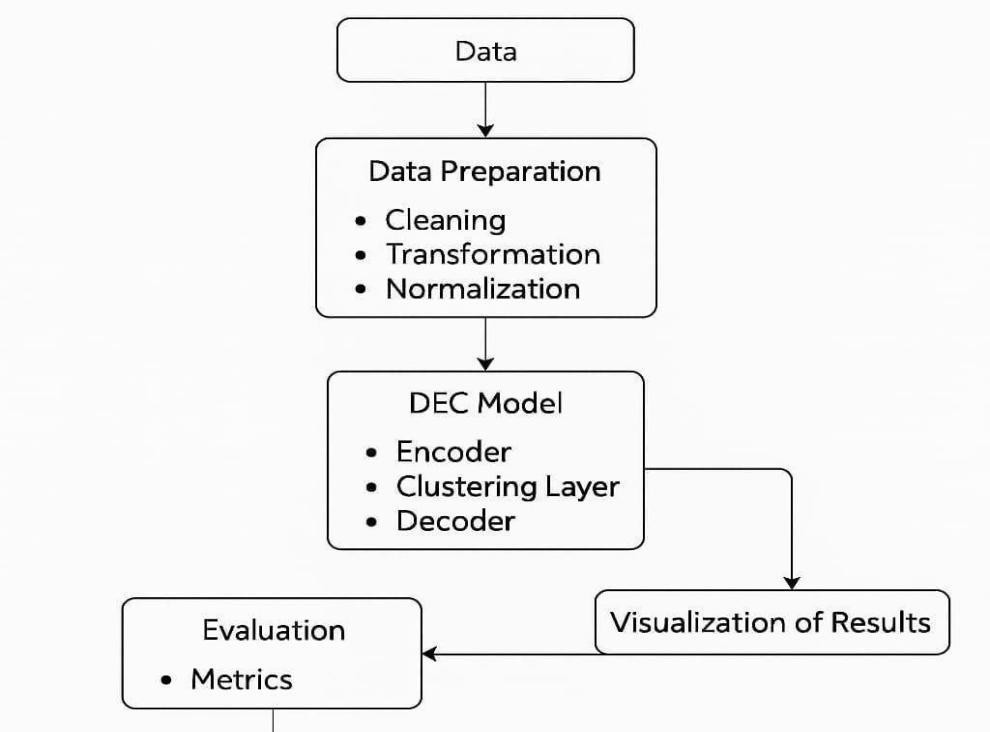 Data
Data Preparation
• Cleaning
• Transformation
• Normalization
DEC Model
• Encoder
• Clustering Layer
• Decoder
Visualization of Results
Evaluation
• Metrics